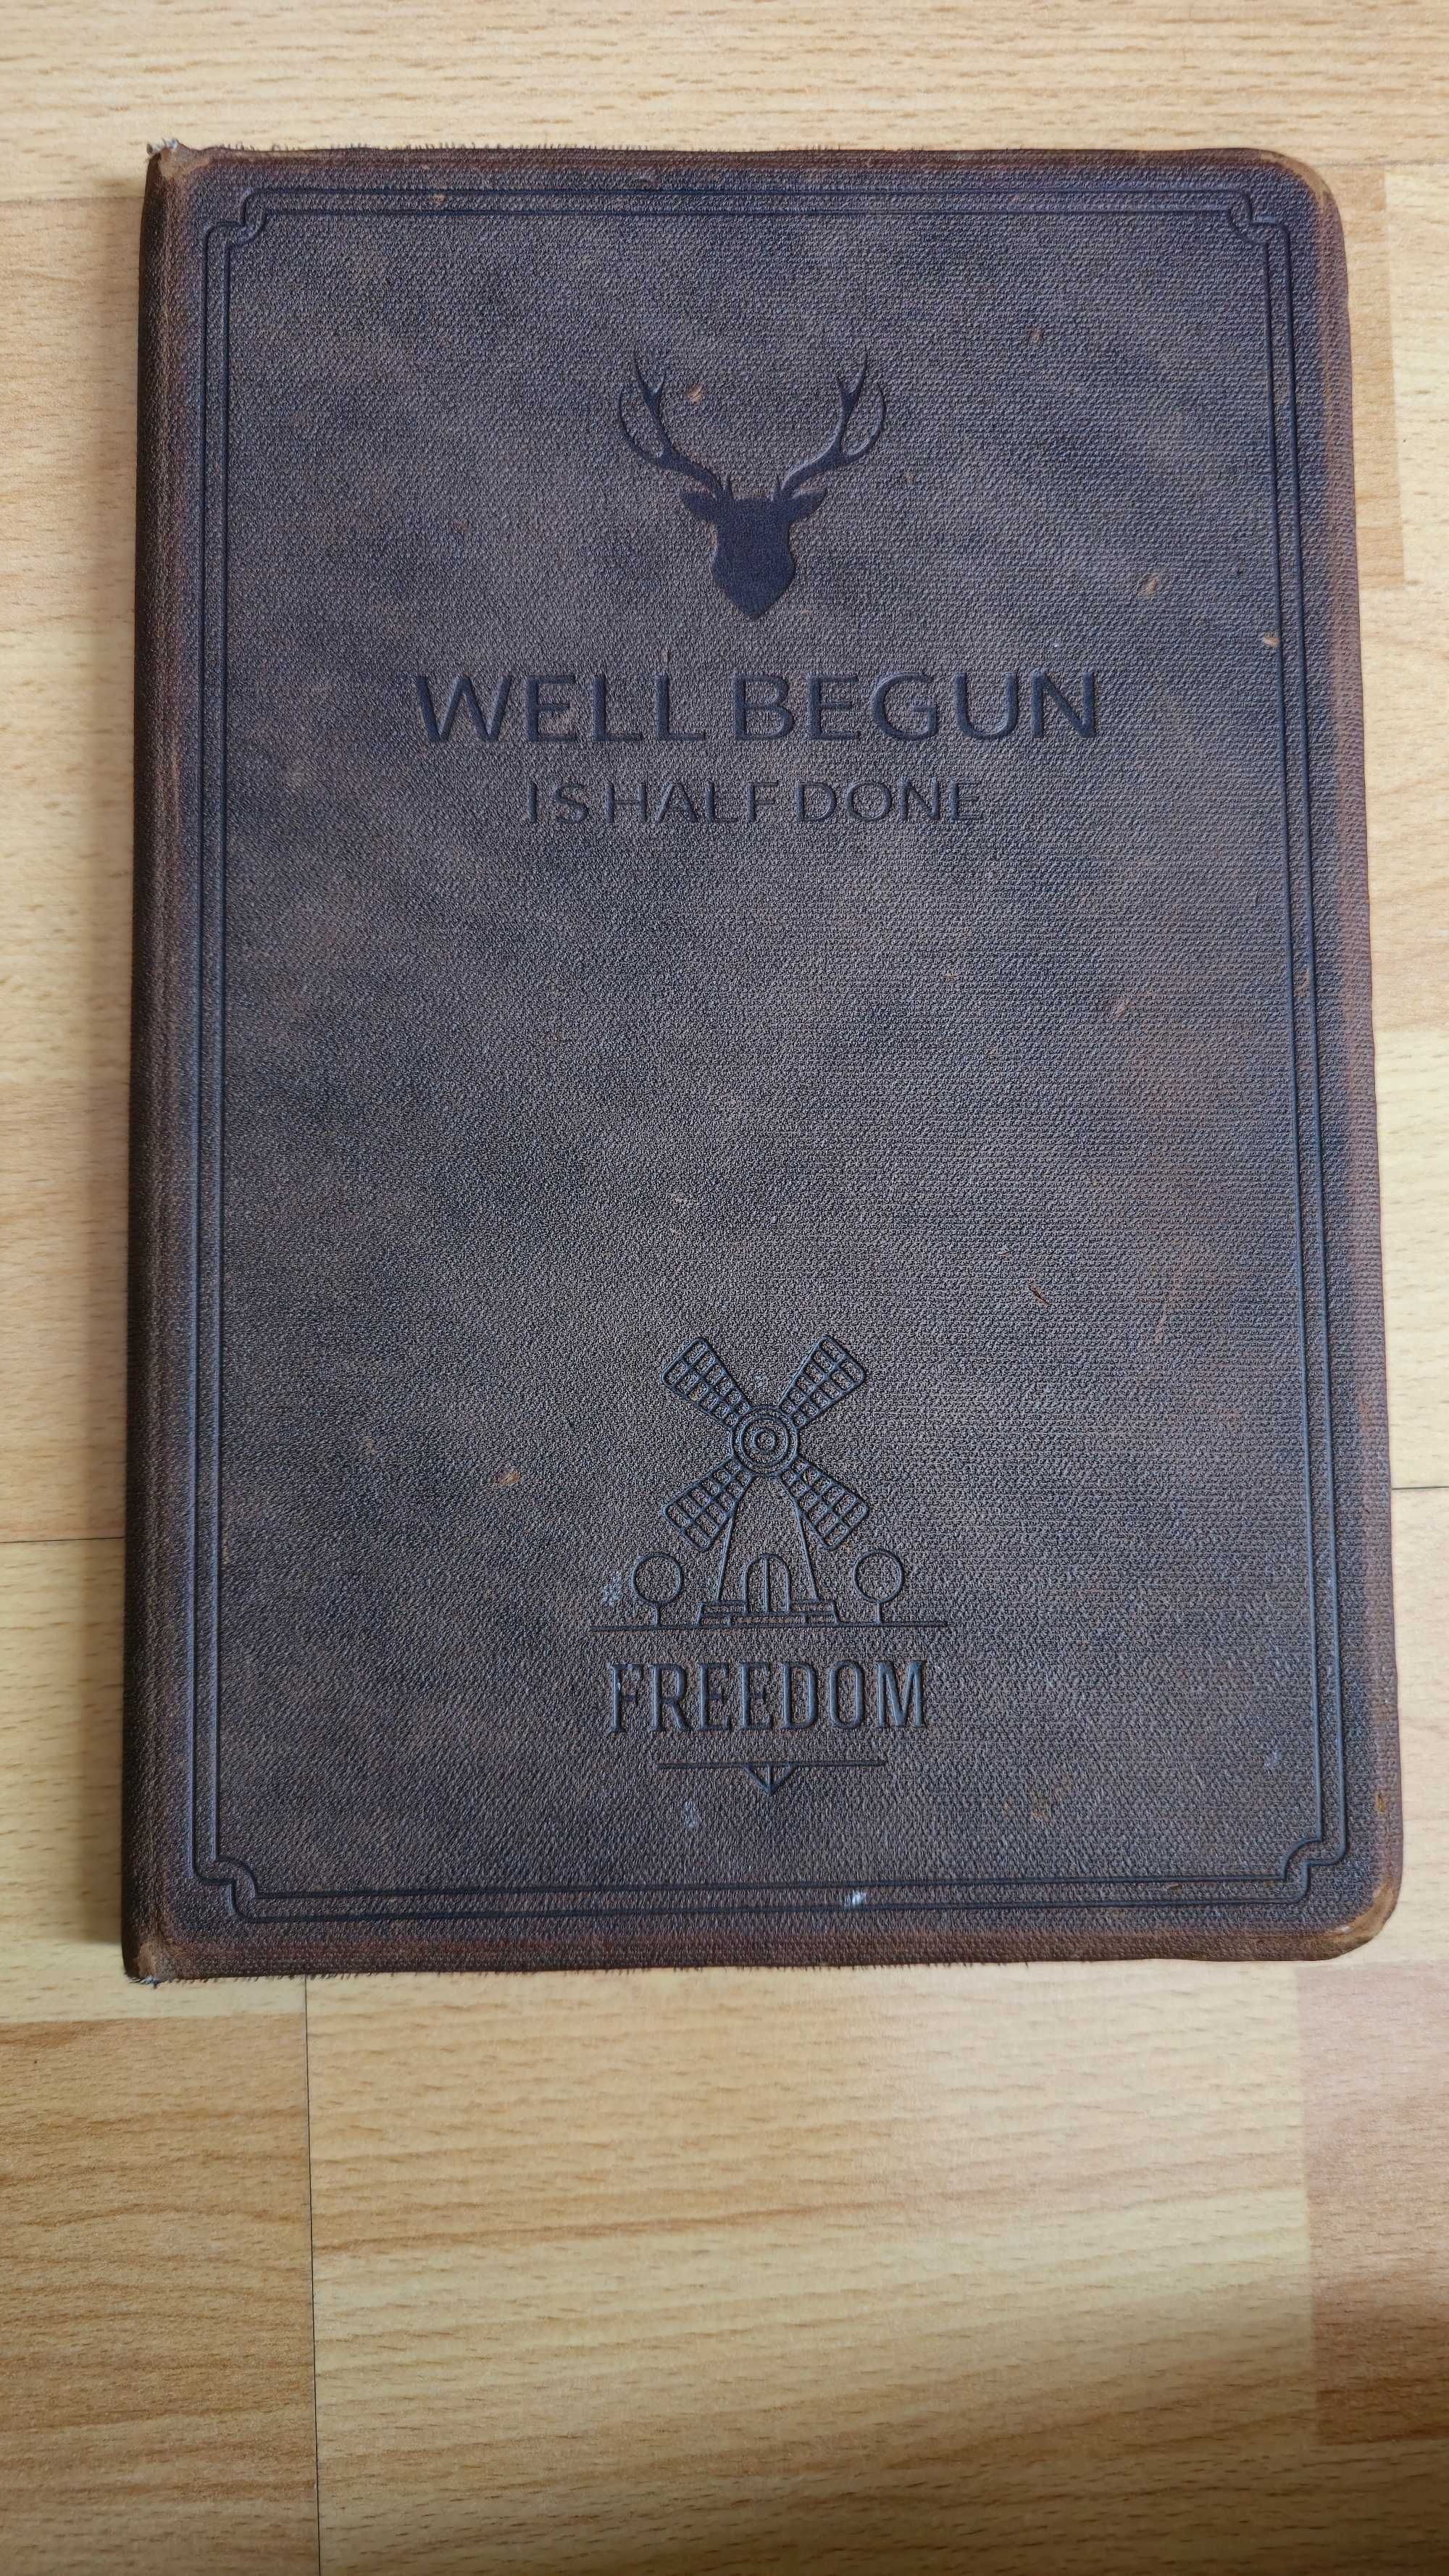 WELL BEGUN
IS HALF DONE
FREEDOM